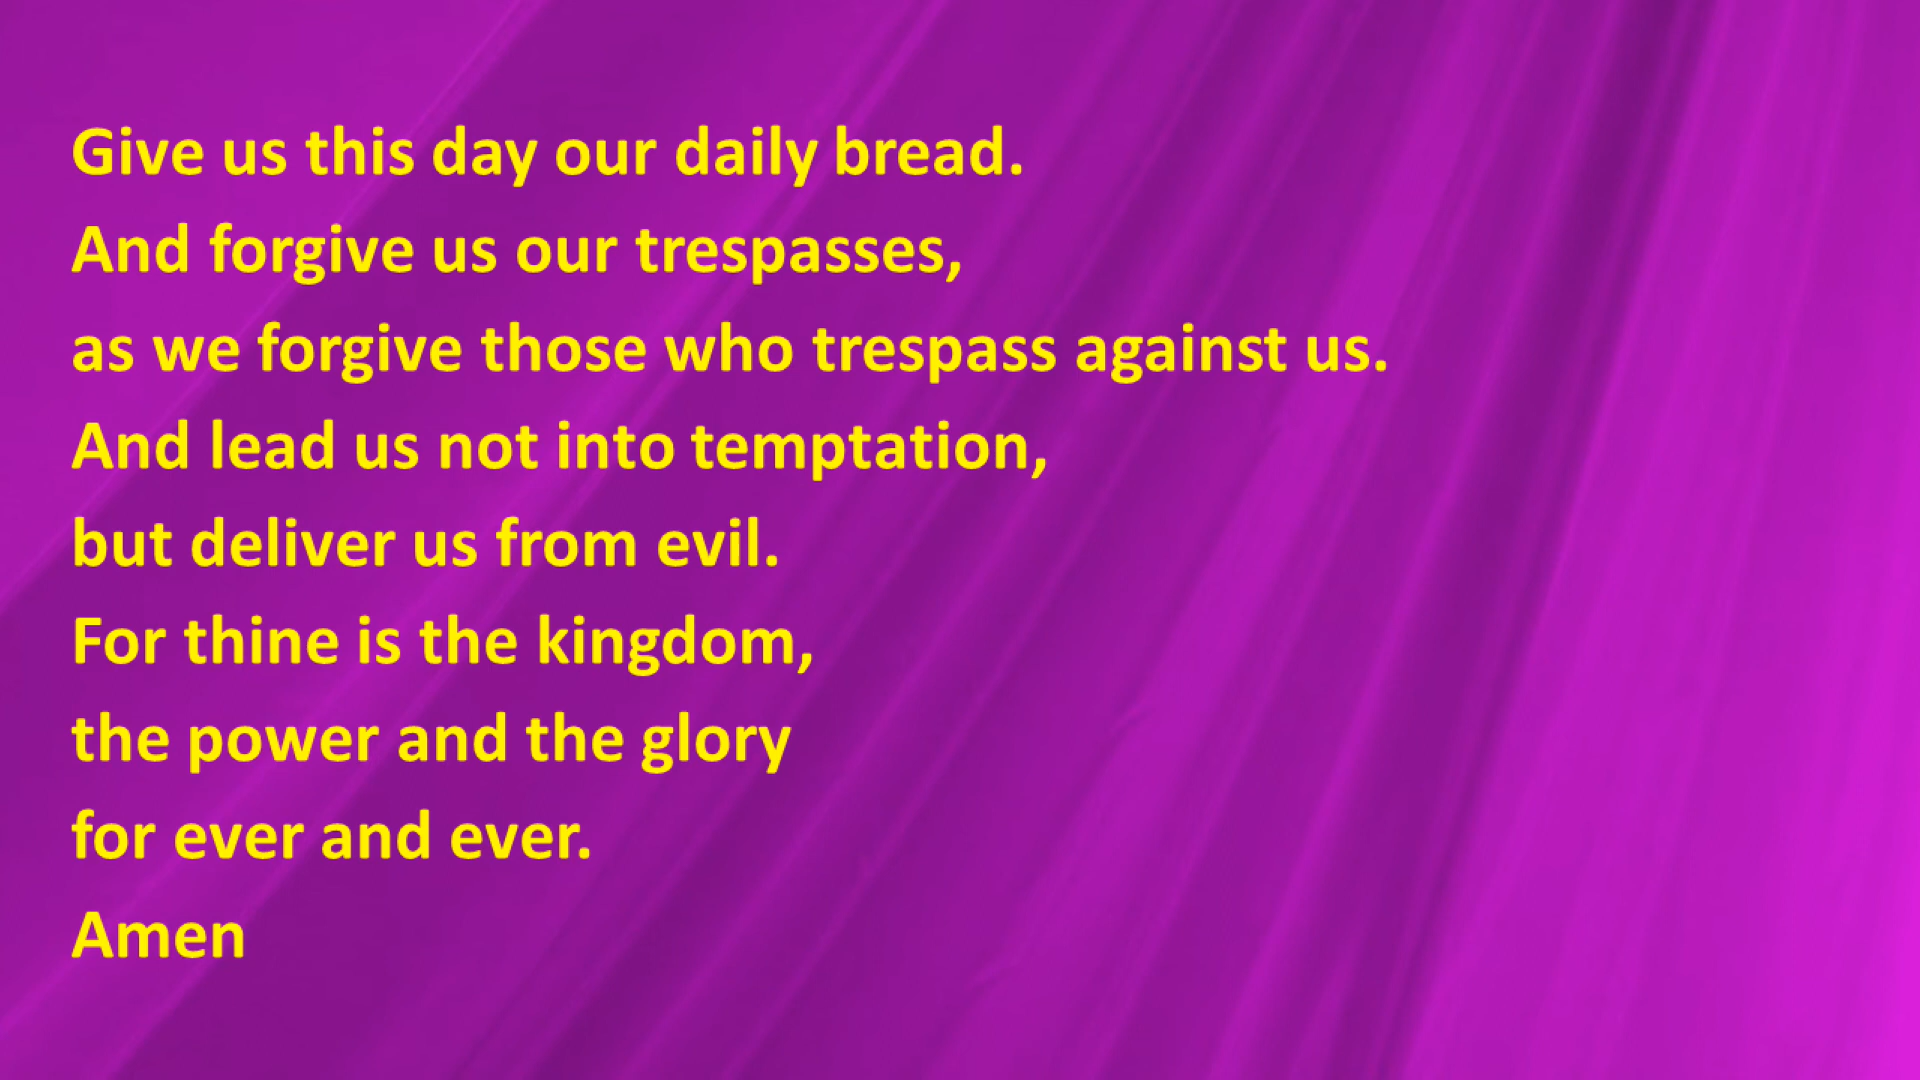 Give us this day our daily bread.
And forgive us our trespasses,
as we forgive those who trespass against us.
And lead us not into temptation,
but deliver us from evil.
For thine is the kingdom,
the power and the glory
for ever and ever.
Amen